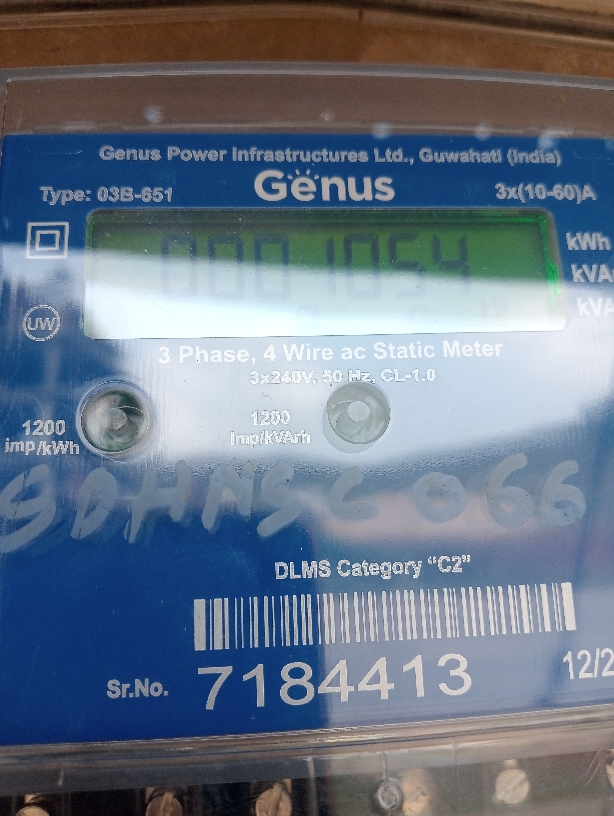 Genus Power Infrastructures Ltd., Guwahati (India)
Type: 03B-651
Genus
3x(10-60)A
0001054
kWh
UW
3 Phase, 4 Wire ac Static Meter
3x240V, 50 Hz, CL-1.0
1200
imp/kWh
1200
Imp/kVArh
066
DLMS Category “C2”
Sr.No. 7184413